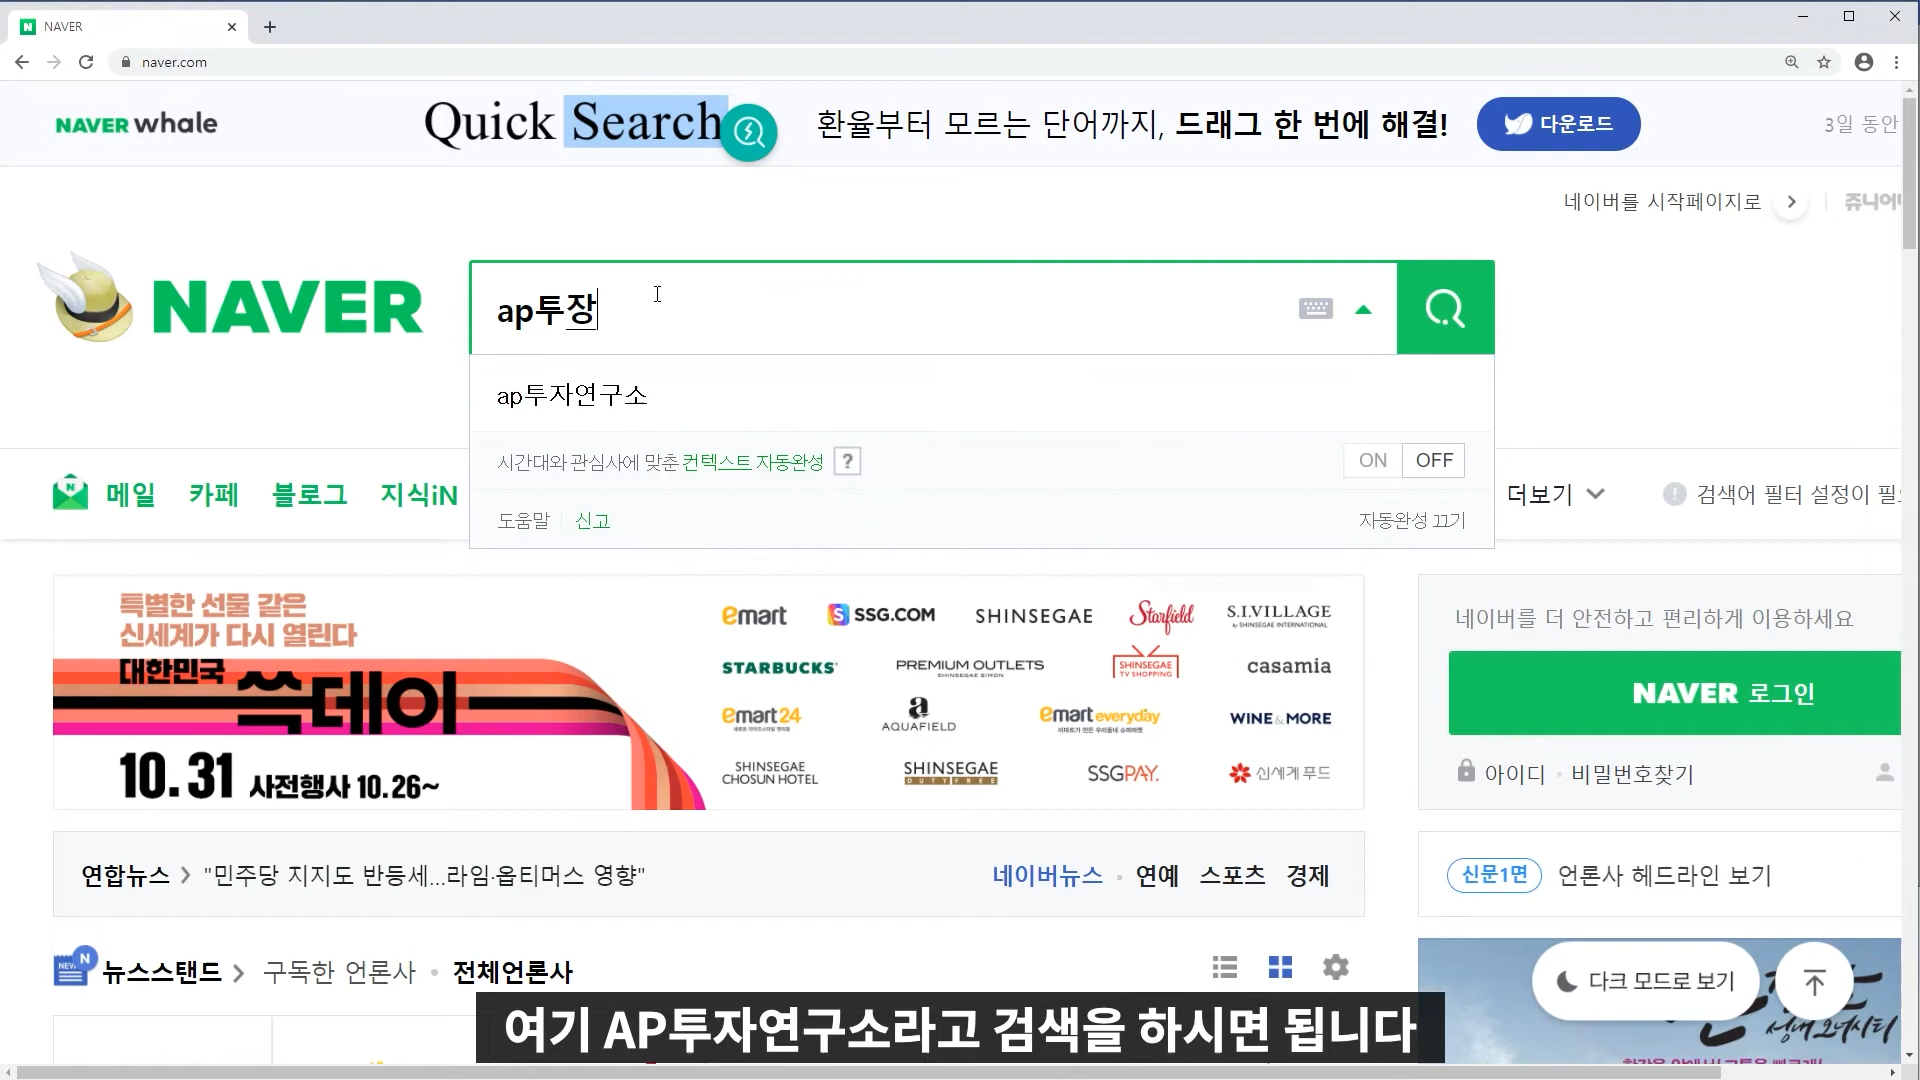 NAVER
naver.com
NAVER whale
Quick Search
환율부터 모르는 단어까지, 드래그 한 번에 해결!
다운로드
3일 동안
네이버를 시작페이지로
쥬니어
NAVER
ap투장
ap투자연구소
시간대와 관심사에 맞춘 컨텍스트 자동완성 ?
ON OFF
도움말 신고
자동완성 끄기
메일 카페 블로그 지식iN
더보기
검색어 필터 설정이 필
특별한 선물 같은
신세계가 다시 열린다
대한민국
쓱데이
10.31 사전행사 10.26~
emart SSG.COM SHINSEGAE Starfield S.I.VILLAGE
by SHINSEGAE INTERNATIONAL
STARBUCKS PREMIUM OUTLETS SHINSEGAE TV SHOPPING casamia
SHINSEGAE SIMON
emart24 a AQUAFIELD emart everyday WINE & MORE
SHINSEGAE CHOSUN HOTEL SHINSEGAE DUTY FREE SSGPAY. 신세계 푸드
네이버를 더 안전하고 편리하게 이용하세요
NAVER 로그인
아이디 · 비밀번호찾기
연합뉴스 > "민주당 지지도 반등세...라임·옵티머스 영향"
네이버뉴스 · 연예 스포츠 경제
신문1면 언론사 헤드라인 보기
NEW N 뉴스스탠드 > 구독한 언론사 · 전체언론사
다크 모드로 보기
여기 AP투자연구소라고 검색을 하시면 됩니다